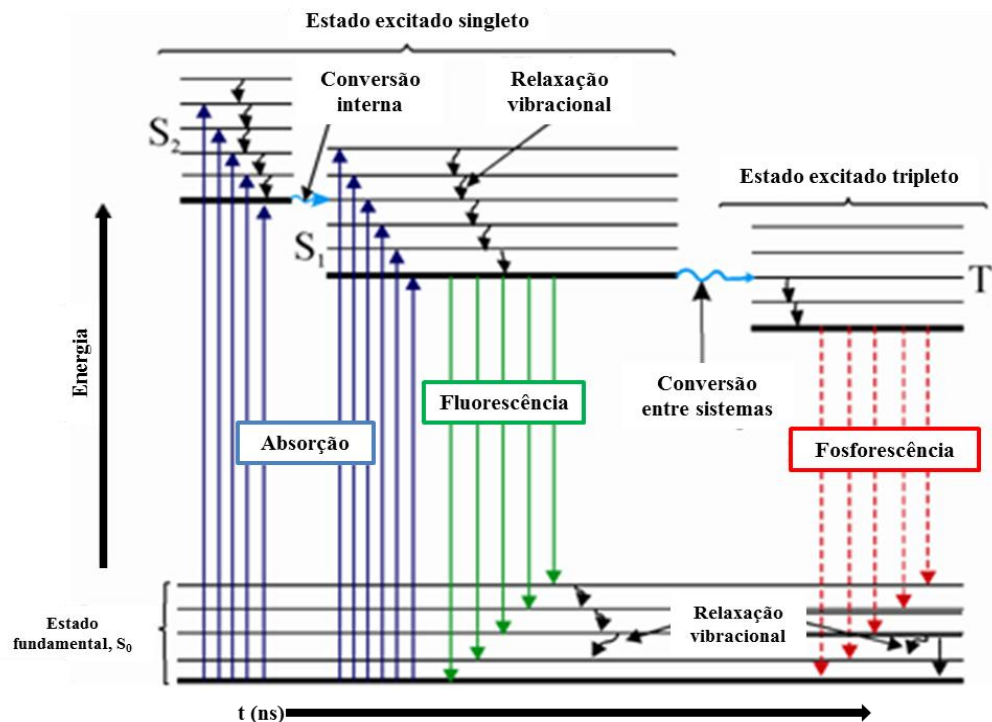 Estado excitado singleto
Conversão
interna
Relaxação
vibracional
S₂
S₁
Estado excitado tripleto
T
Energia
Conversão
entre sistemas
Absorção
Fluorescência
Fosforescência
Estado
fundamental, S₀
Relaxação
vibracional
t (ns)